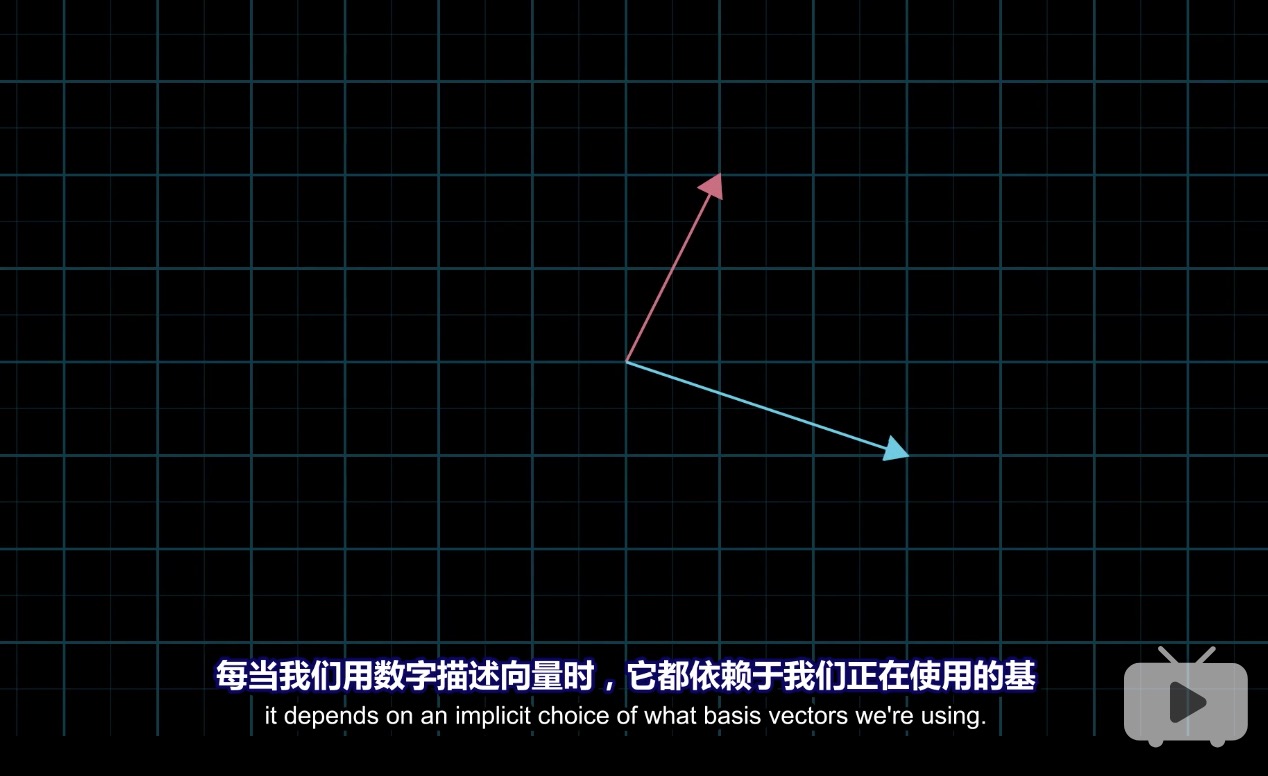 每当我们用数字描述向量时，它都依赖于我们正在使用的基
it depends on an implicit choice of what basis vectors we're using.